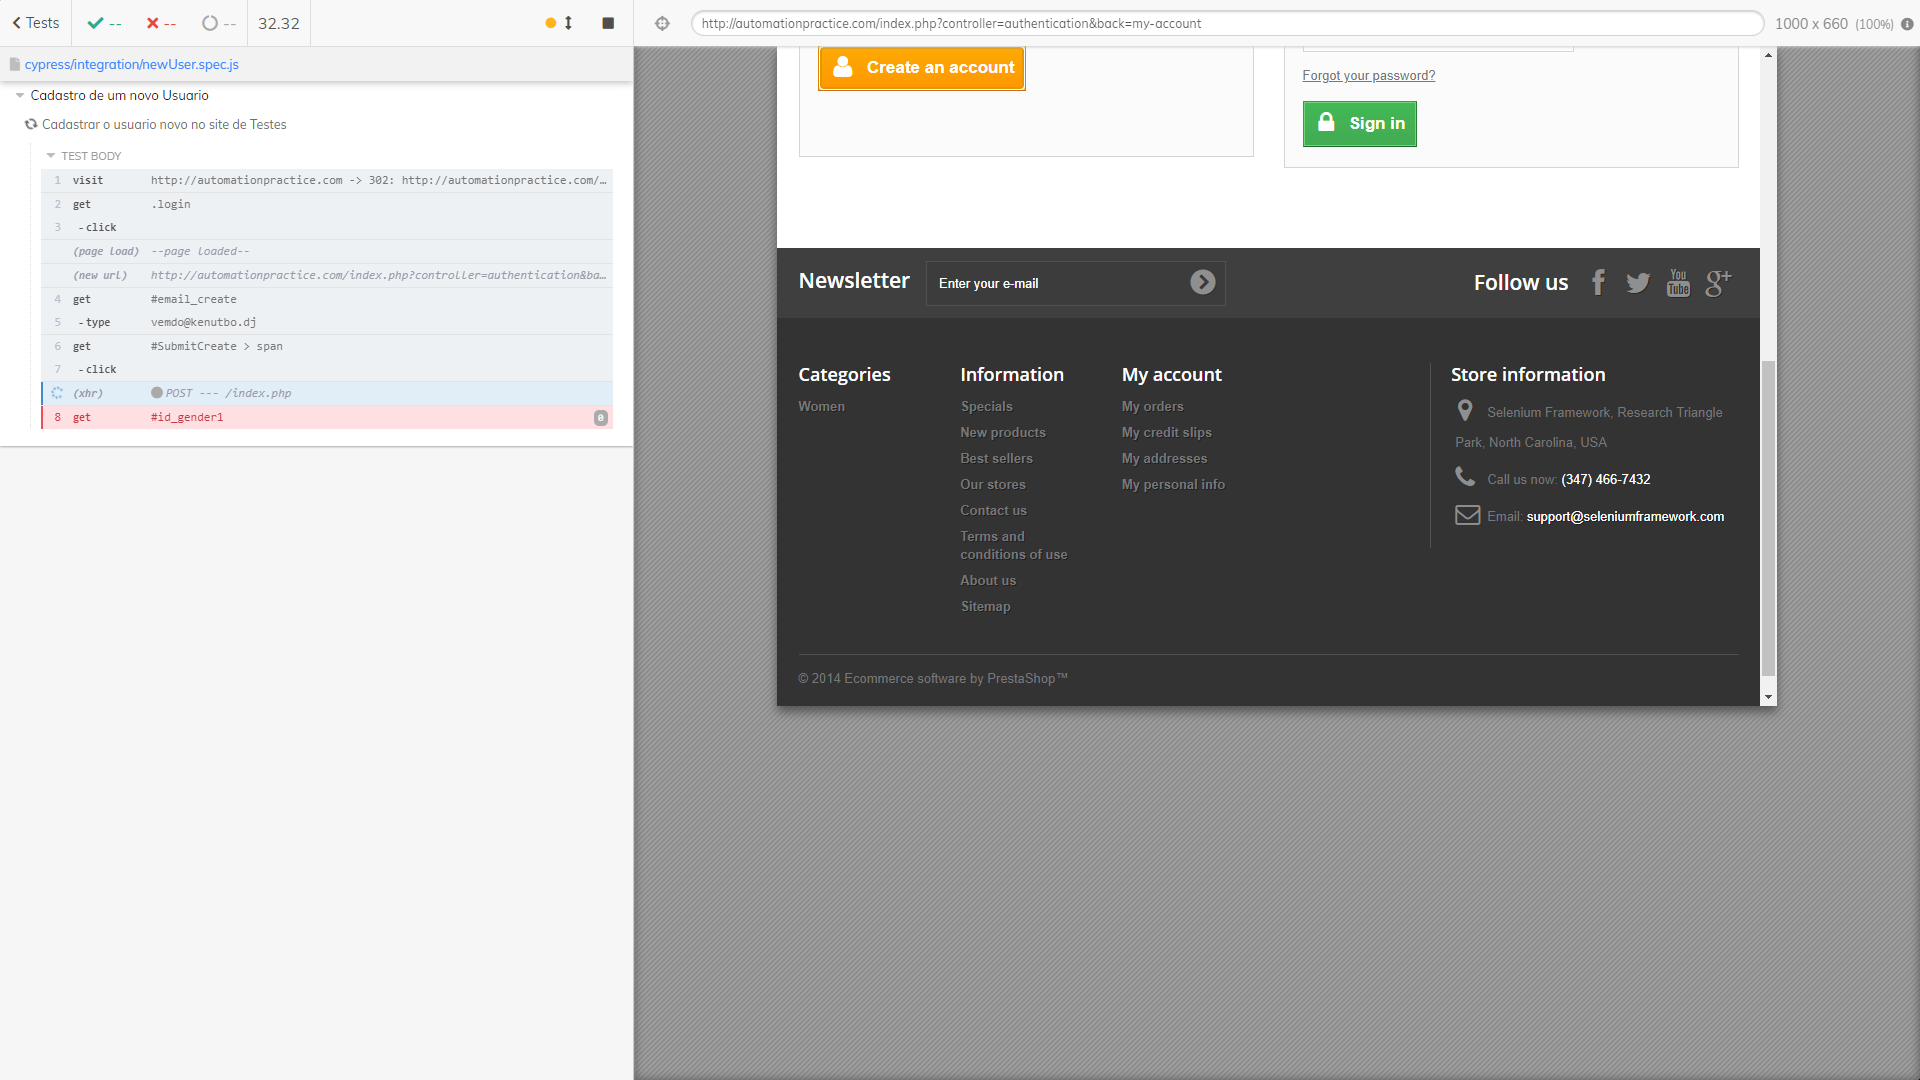 Tests -- -- -- 32.32
cypress/integration/newUser.spec.js
Cadastro de um novo Usuario
Cadastrar o usuario novo no site de Testes
TEST BODY
1 visit http://automationpractice.com -> 302: http://automationpractice.com/…
2 get .login
3 -click
(page load) --page loaded--
(new url) http://automationpractice.com/index.php?controller=authentication&ba…
4 get #email_create
5 -type vemdo@kenutbo.dj
6 get #SubmitCreate > span
7 -click
(xhr) POST --- /index.php
8 get #id_gender1 0
http://automationpractice.com/index.php?controller=authentication&back=my-account 1000 x 660 (100%)
Create an account
Forgot your password?
Sign in
Newsletter
Enter your e-mail
Follow us
You
Tube
Categories
Women
Information
Specials
New products
Best sellers
Our stores
Contact us
Terms and
conditions of use
About us
Sitemap
My account
My orders
My credit slips
My addresses
My personal info
Store information
Selenium Framework, Research Triangle
Park, North Carolina, USA
Call us now: (347) 466-7432
Email: support@seleniumframework.com
© 2014 Ecommerce software by PrestaShop™